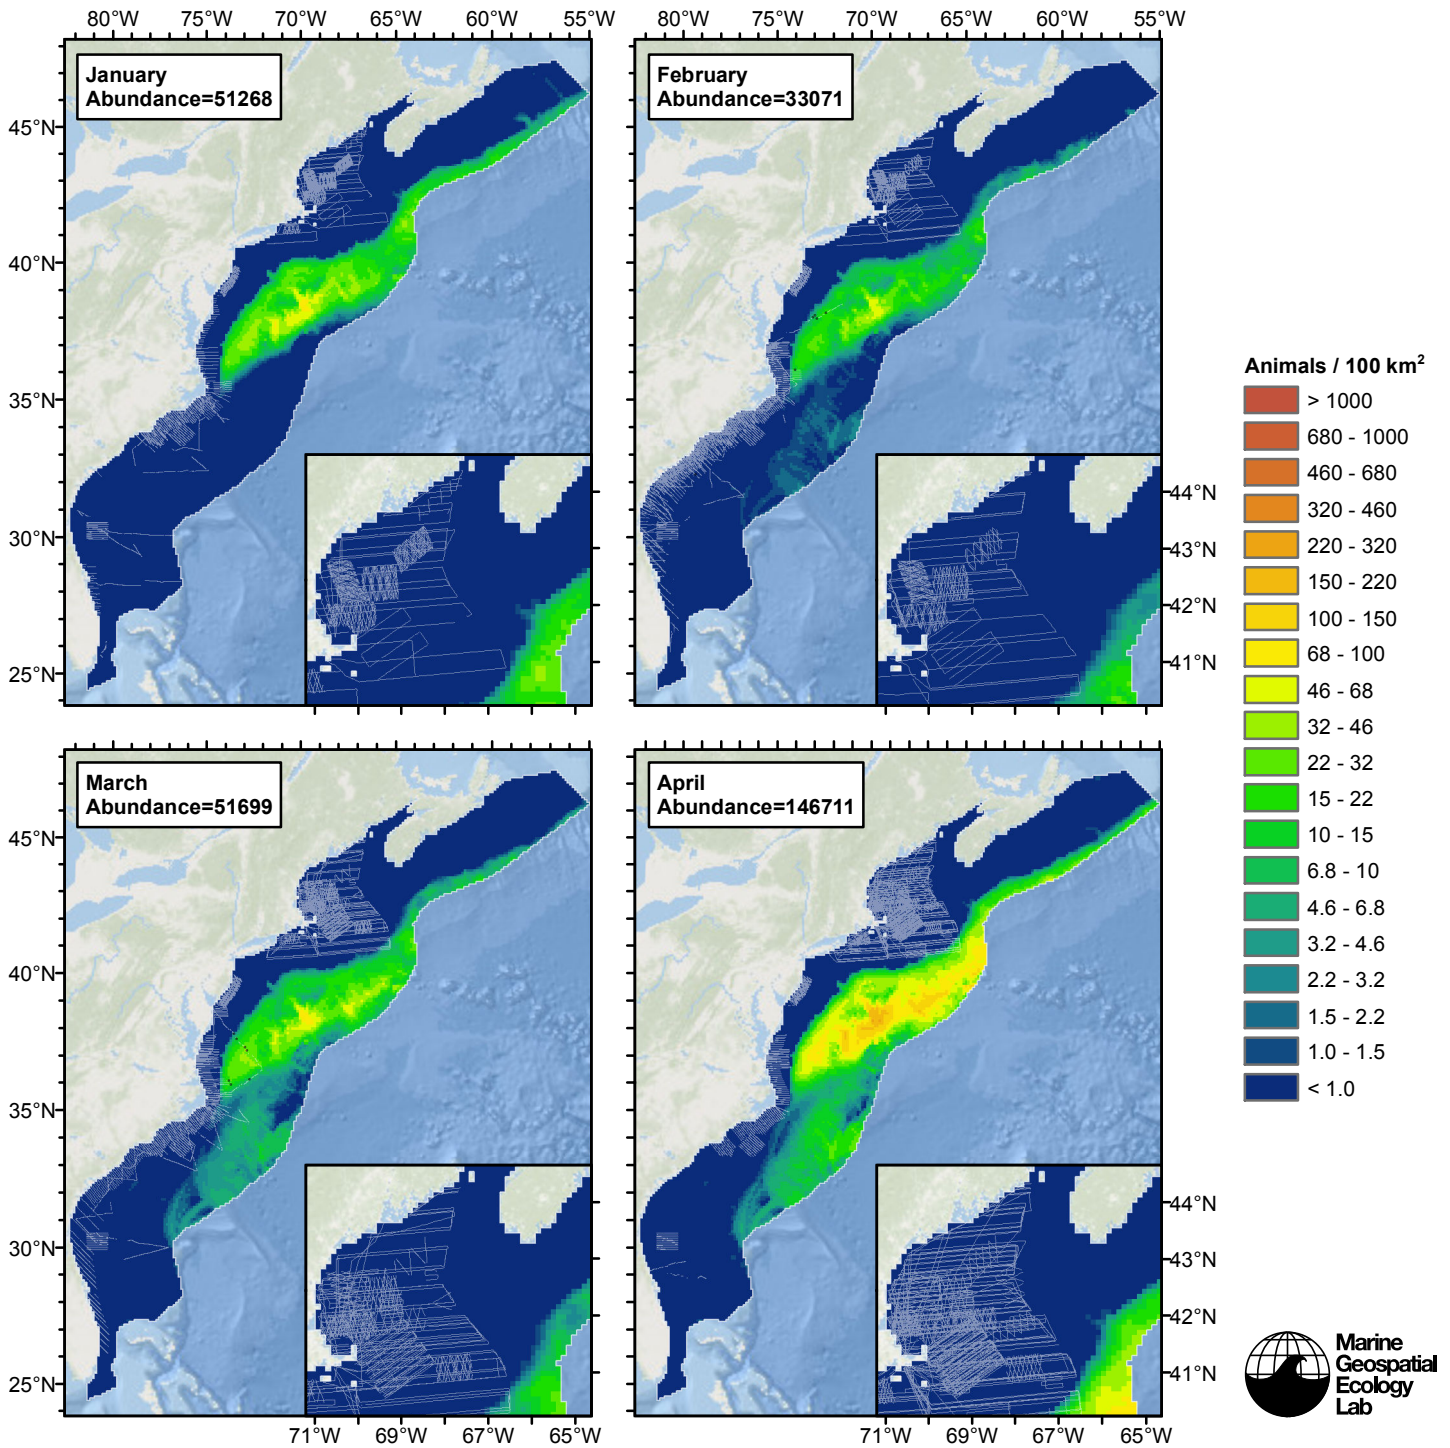 80°W 75°W 70°W 65°W 60°W 55°W 80°W 75°W 70°W 65°W 60°W 55°W
January
Abundance=51268
February
Abundance=33071
45°N
40°N
35°N
30°N
25°N
44°N
43°N
42°N
41°N
March
Abundance=51699
April
Abundance=146711
45°N
40°N
35°N
30°N
25°N
44°N
43°N
42°N
41°N
71°W 69°W 67°W 65°W 71°W 69°W 67°W 65°W
Animals / 100 km²
> 1000
680 - 1000
460 - 680
320 - 460
220 - 320
150 - 220
100 - 150
68 - 100
46 - 68
32 - 46
22 - 32
15 - 22
10 - 15
6.8 - 10
4.6 - 6.8
3.2 - 4.6
2.2 - 3.2
1.5 - 2.2
1.0 - 1.5
< 1.0
Marine
Geospatial
Ecology
Lab